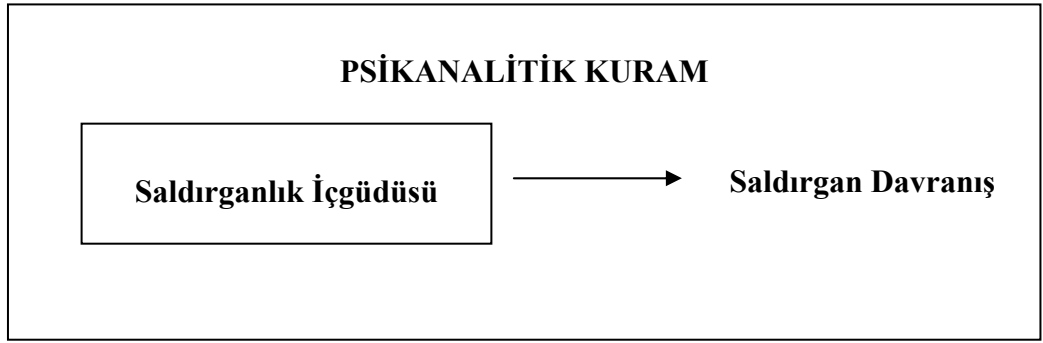 PSİKANALİTİK KURAM
Saldırganlık İçgüdüsü
Saldırgan Davranış